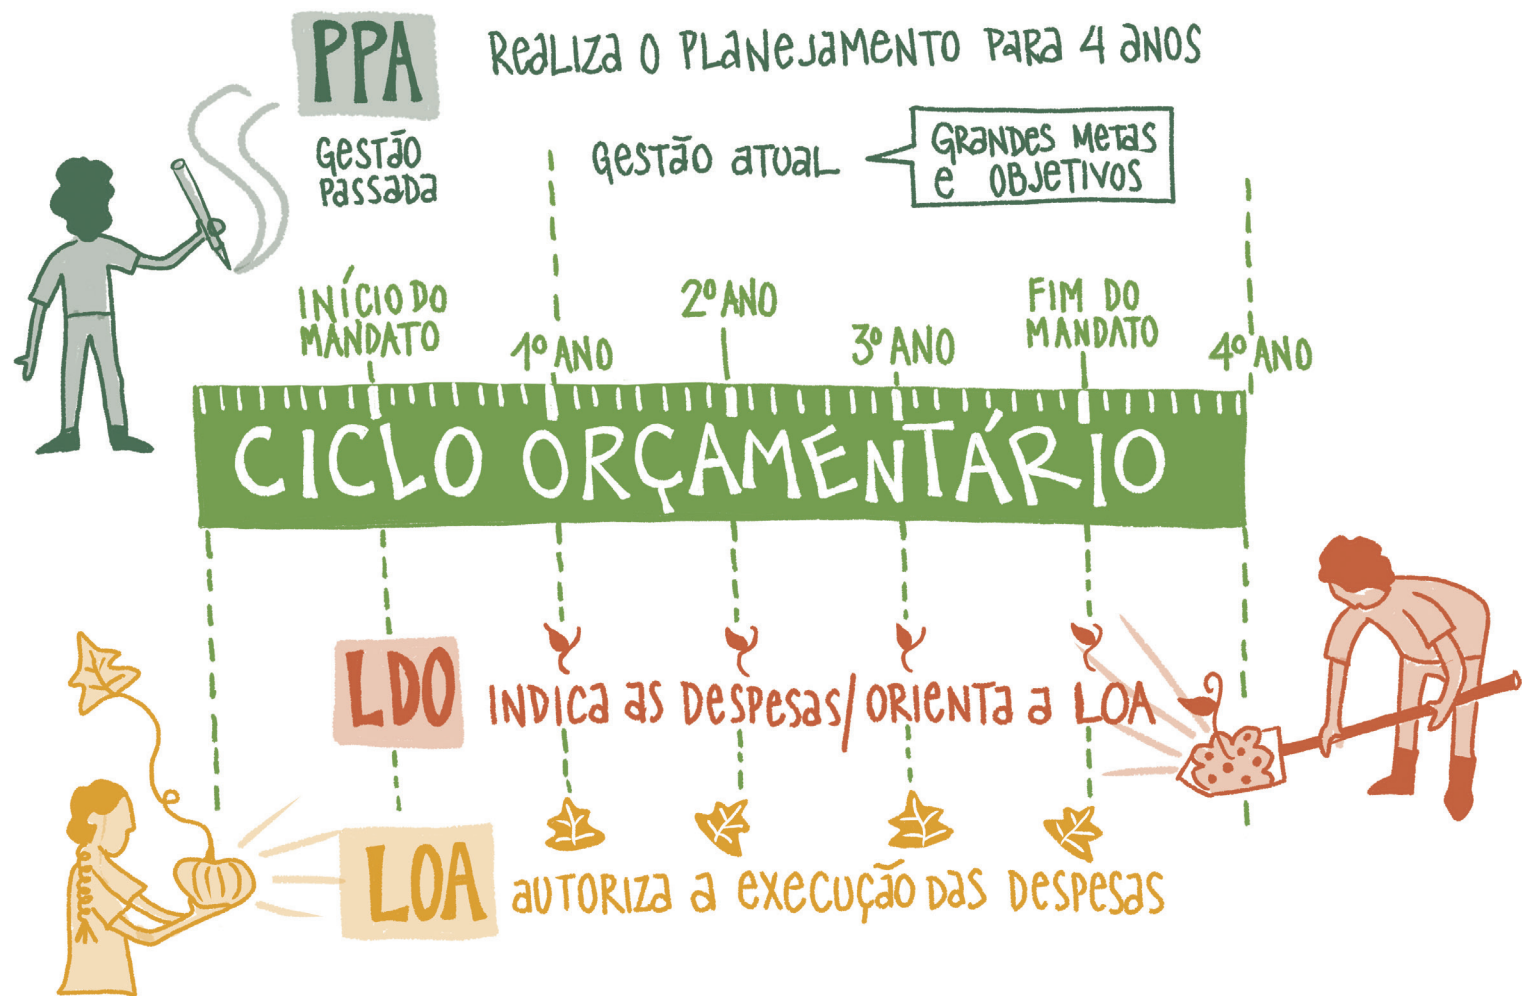 PPA
REALIZA O PLANEJAMENTO PARA 4 ANOS
GESTÃO
PASSADA
GESTÃO ATUAL
GRANDES METAS
E OBJETIVOS
INÍCIO DO
MANDATO
1º ANO
2º ANO
3º ANO
FIM DO
MANDATO
4º ANO
CICLO ORÇAMENTÁRIO
LDO
INDICA AS DESPESAS/ORIENTA A LOA
LOA
AUTORIZA A EXECUÇÃO DAS DESPESAS